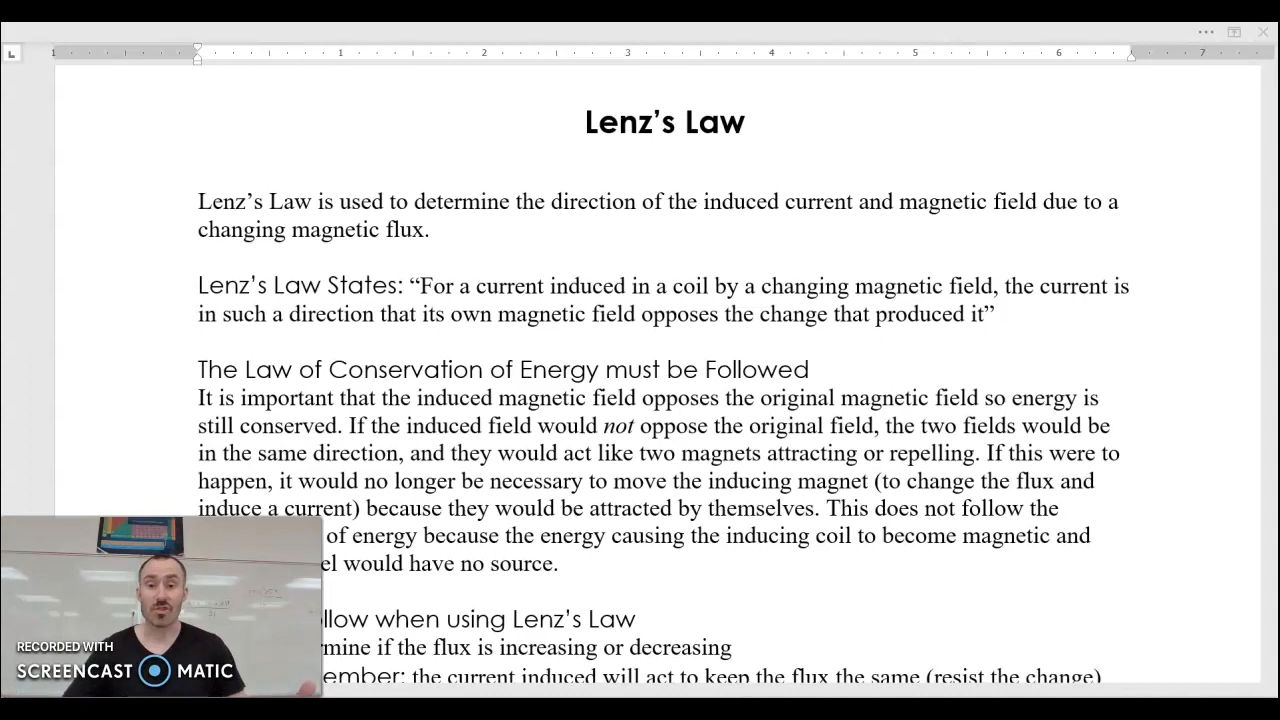 1 1 2 3 4 5 6 7
Lenz's Law
Lenz's Law is used to determine the direction of the induced current and magnetic field due to a
changing magnetic flux.
Lenz's Law States: “For a current induced in a coil by a changing magnetic field, the current is
in such a direction that its own magnetic field opposes the change that produced it”
The Law of Conservation of Energy must be Followed
It is important that the induced magnetic field opposes the original magnetic field so energy is
still conserved. If the induced field would not oppose the original field, the two fields would be
in the same direction, and they would act like two magnets attracting or repelling. If this were to
happen, it would no longer be necessary to move the inducing magnet (to change the flux and
induce a current) because they would be attracted by themselves. This does not follow the
of energy because the energy causing the inducing coil to become magnetic and
el would have no source.
llow when using Lenz's Law
rmine if the flux is increasing or decreasing
ember: the current induced will act to keep the flux the same (resist the change)
RECORDED WITH
SCREENCAST MATIC